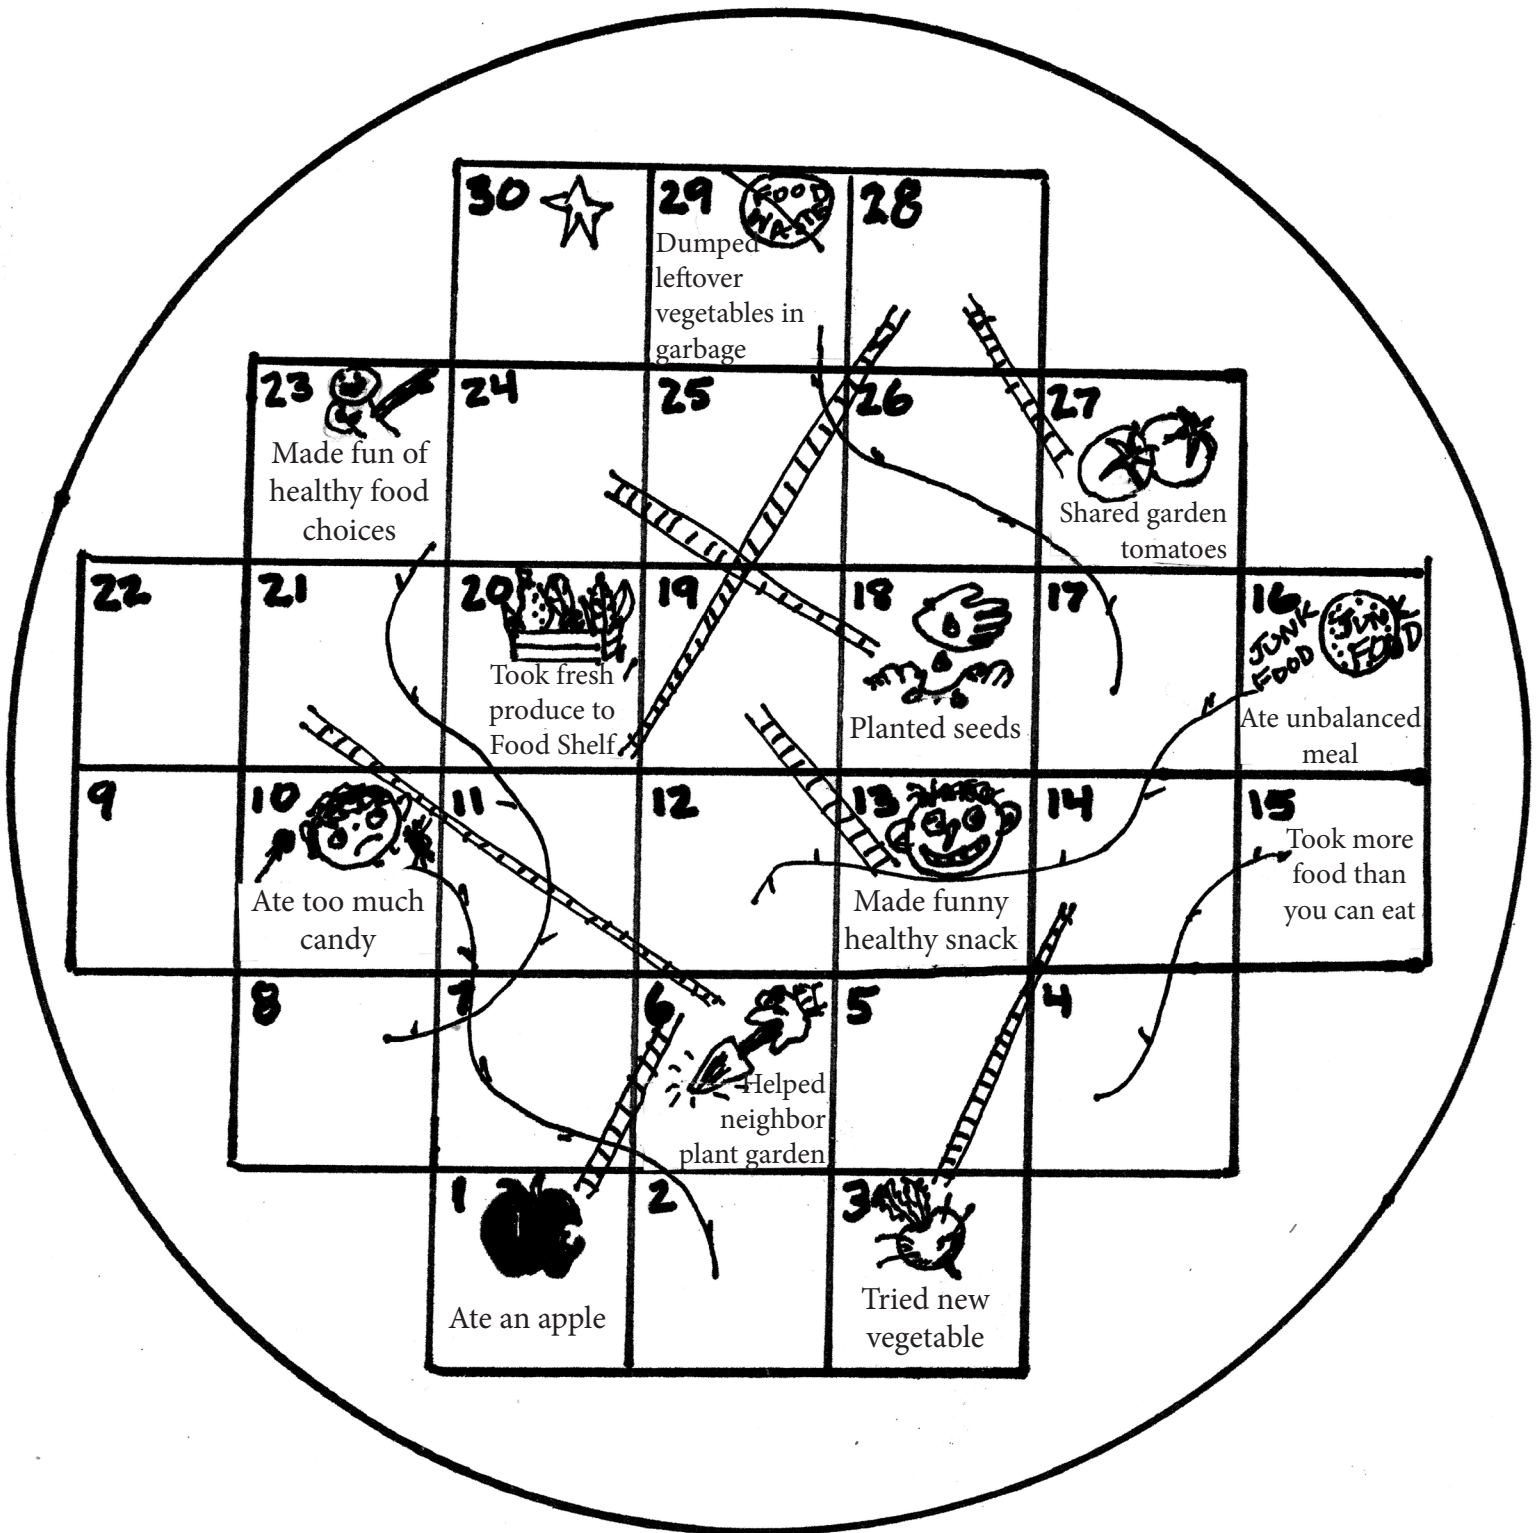 30
29
FOOD
WASTE
Dumped
leftover
vegetables in
garbage
28
23
Made fun of
healthy food
choices
24
25
26
27
Shared garden
tomatoes
22
21
20
Took fresh
produce to
Food Shelf
19
18
Planted seeds
17
16
JUNK
FOOD
JUNK
FOOD
Ate unbalanced
meal
9
10
Ate too much
candy
11
12
13
Made funny
healthy snack
14
15
Took more
food than
you can eat
8
7
6
Helped
neighbor
plant garden
5
4
1
Ate an apple
2
3
Tried new
vegetable